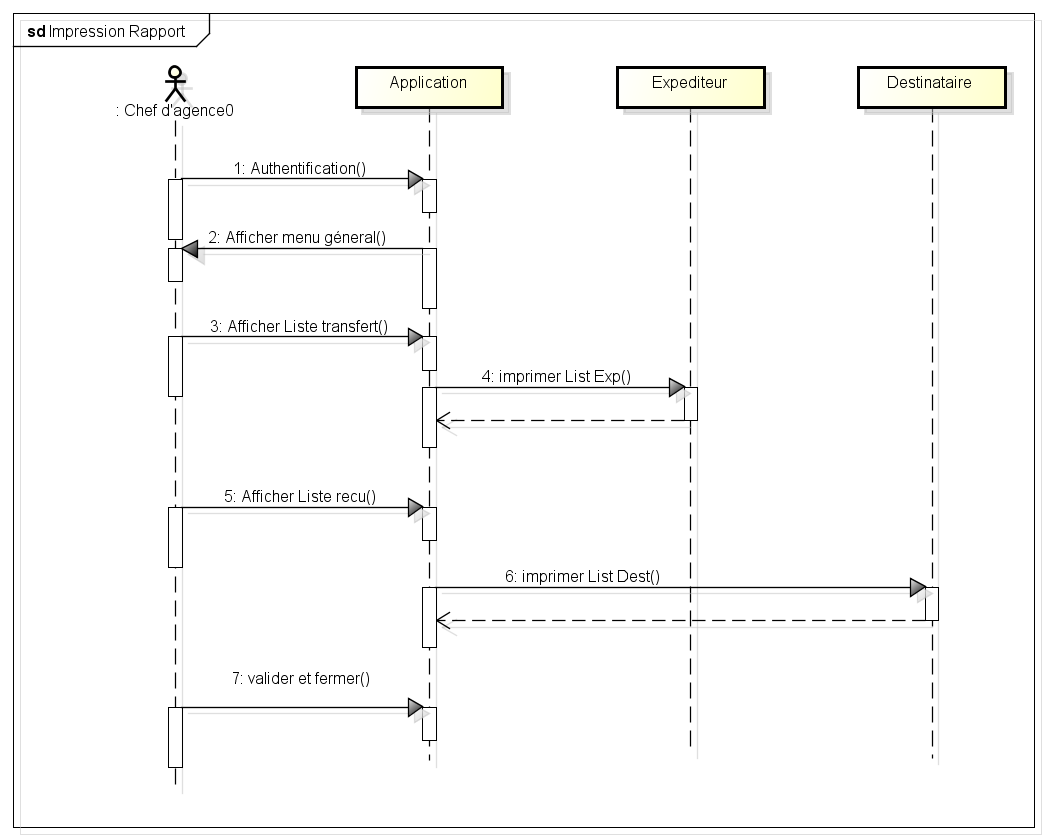 sd Impression Rapport
: Chef d'agence0
Application
Expediteur
Destinataire
1: Authentification()
2: Afficher menu géneral()
3: Afficher Liste transfert()
4: imprimer List Exp()
5: Afficher Liste recu()
6: imprimer List Dest()
7: valider et fermer()